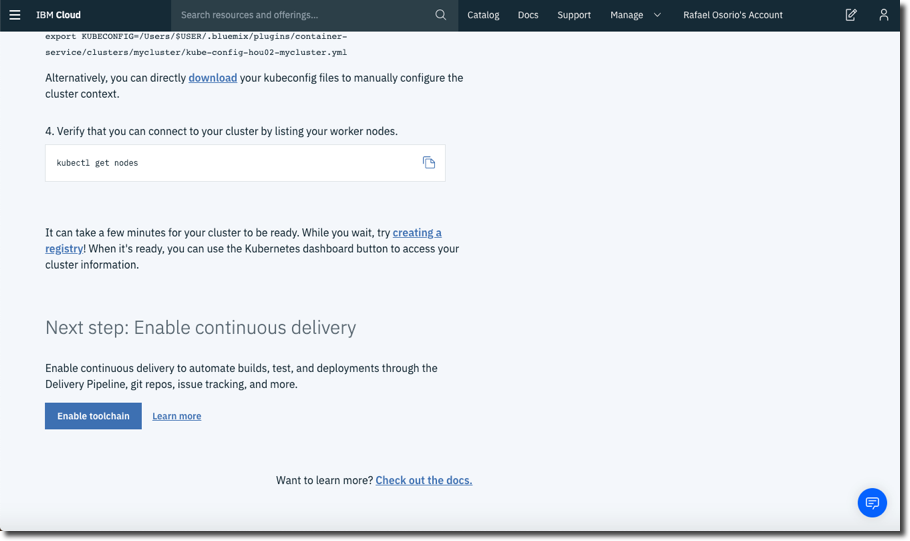 IBM Cloud
Search resources and offerings...
Catalog
Docs
Support
Manage
Rafael Osorio's Account
export KUBECONFIG=/Users/$USER/.bluemix/plugins/container-
service/clusters/mycluster/kube-config-hou02-mycluster.yml
Alternatively, you can directly download your kubeconfig files to manually configure the
cluster context.
4. Verify that you can connect to your cluster by listing your worker nodes.
kubectl get nodes
It can take a few minutes for your cluster to be ready. While you wait, try creating a
registry! When it's ready, you can use the Kubernetes dashboard button to access your
cluster information.
Next step: Enable continuous delivery
Enable continuous delivery to automate builds, test, and deployments through the
Delivery Pipeline, git repos, issue tracking, and more.
Enable toolchain
Learn more
Want to learn more? Check out the docs.